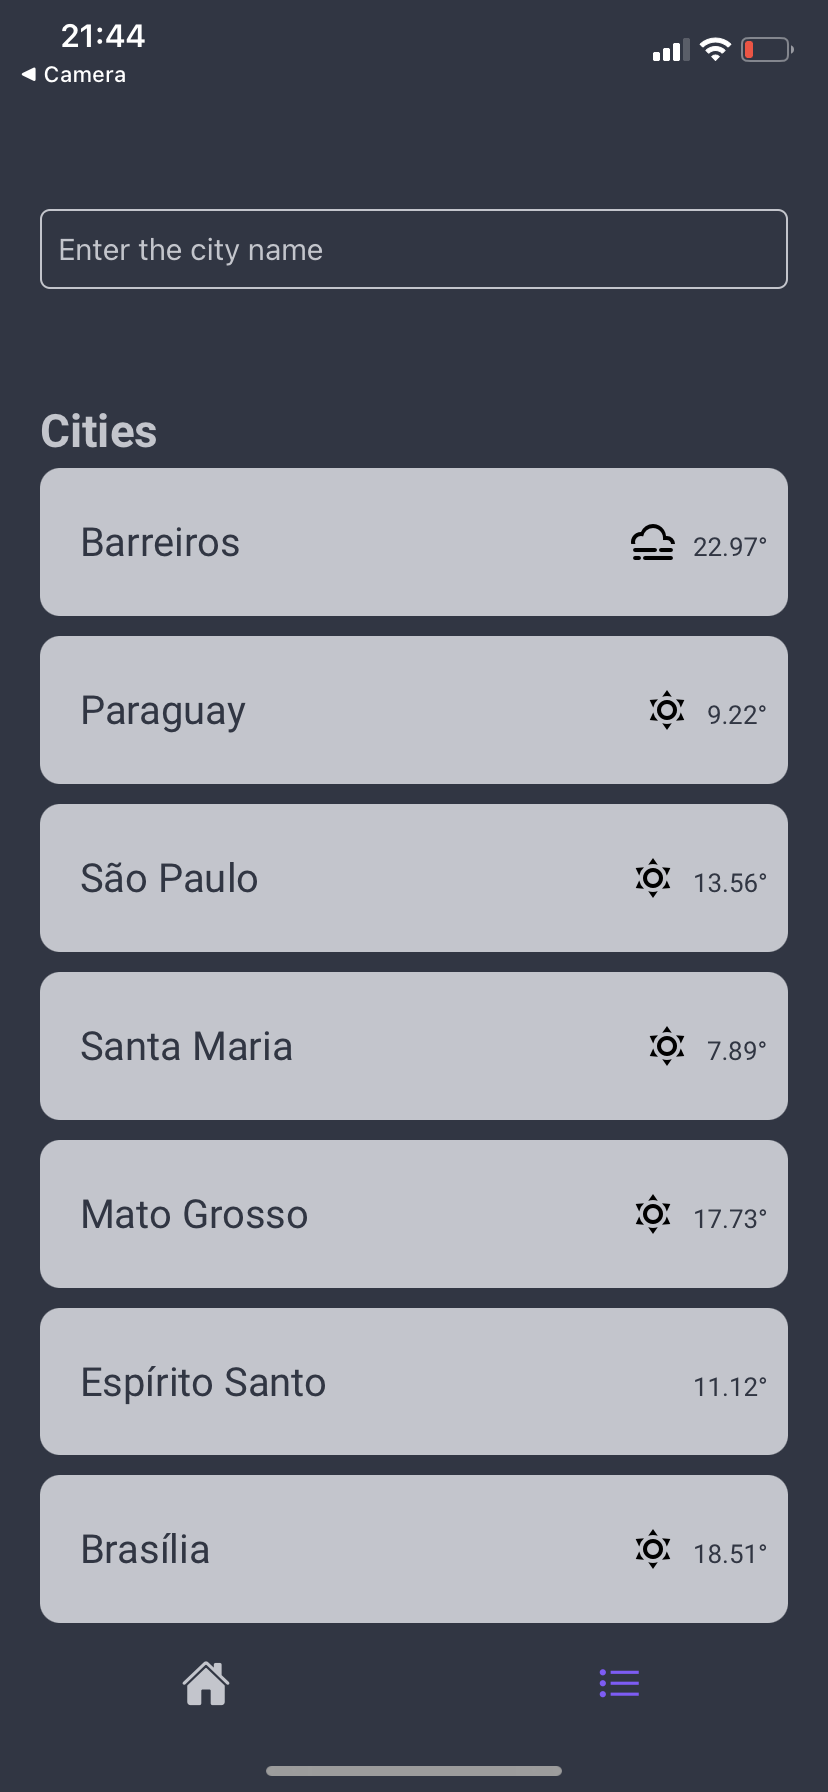 21:44
Camera
Enter the city name
Cities
Barreiros 22.97°
Paraguay 9.22°
São Paulo 13.56°
Santa Maria 7.89°
Mato Grosso 17.73°
Espírito Santo 11.12°
Brasília 18.51°